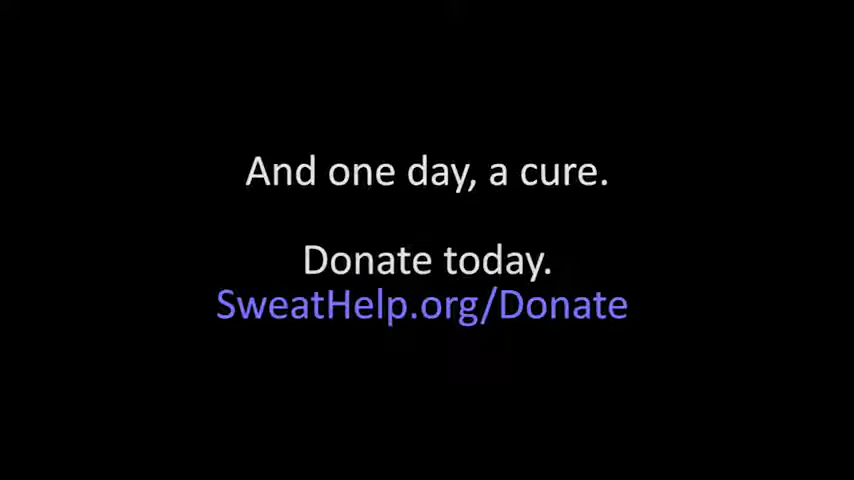 And one day, a cure.
Donate today.
SweatHelp.org/Donate